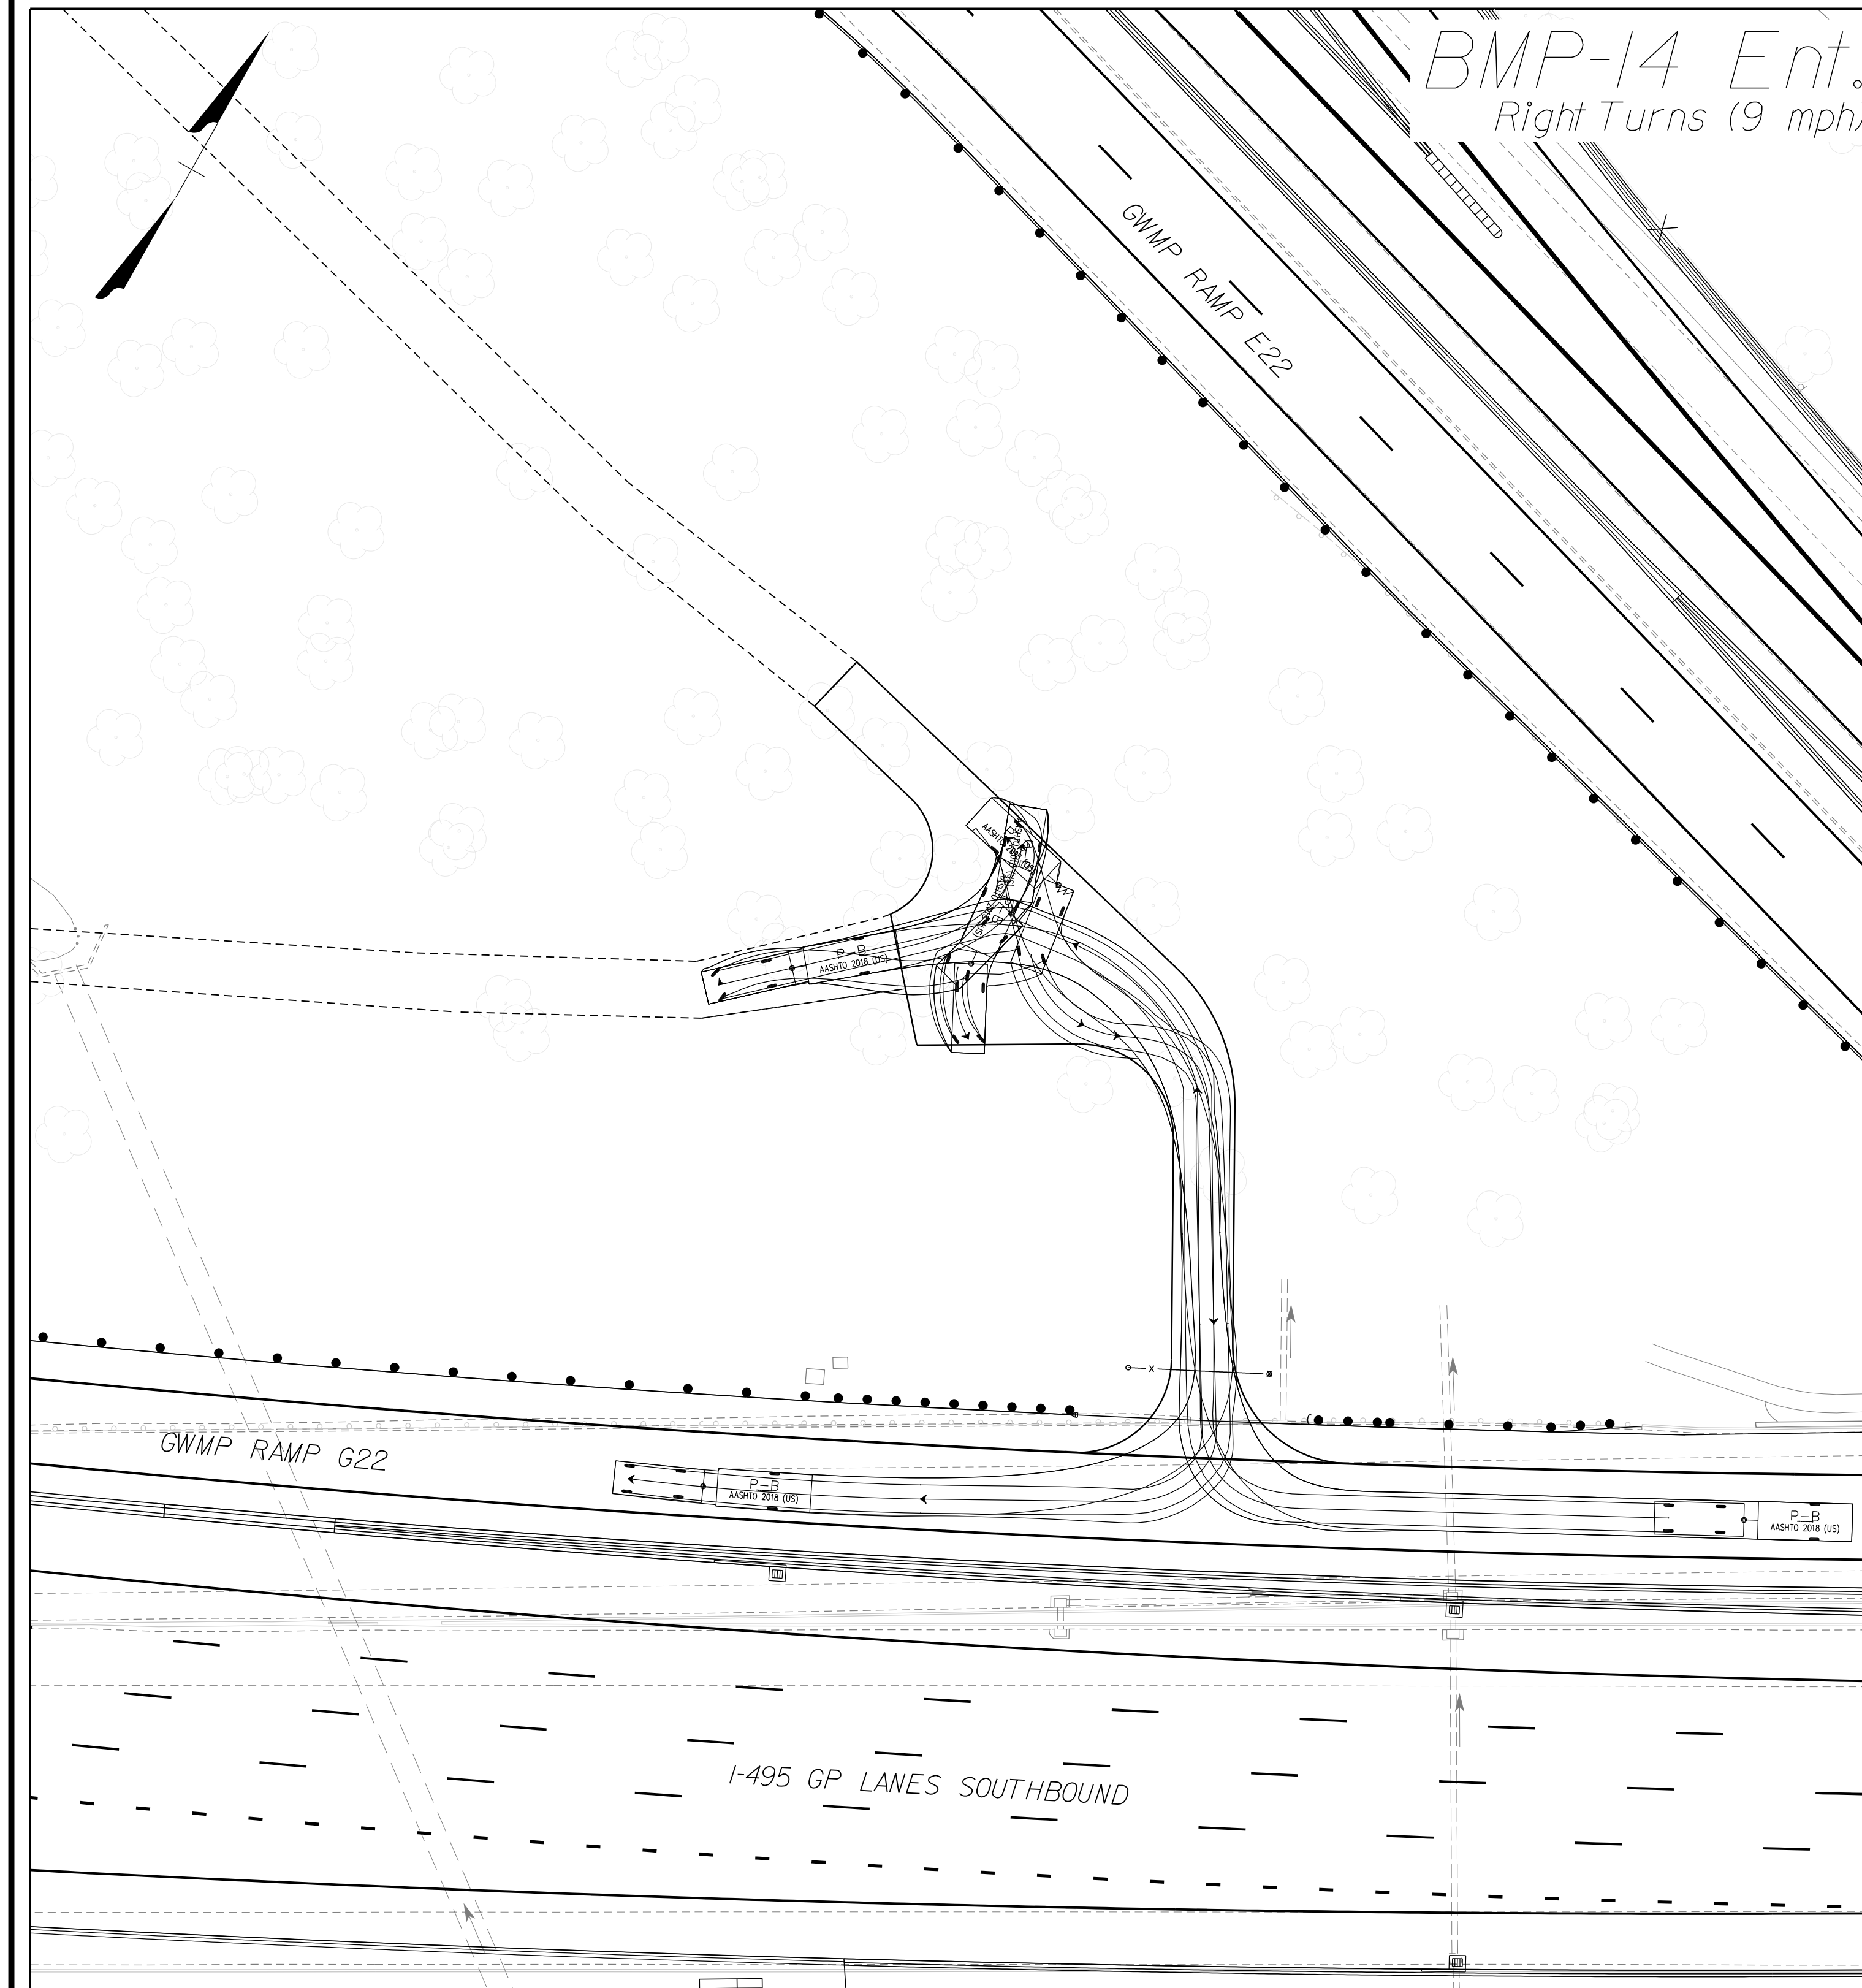 BMP-14 Ent.
Right Turns (9 mph)
GWMP RAMP E22
P-B
AASHTO 2018 (US)
GWMP RAMP G22
P-B
AASHTO 2018 (US)
P-B
AASHTO 2018 (US)
I-495 GP LANES SOUTHBOUND